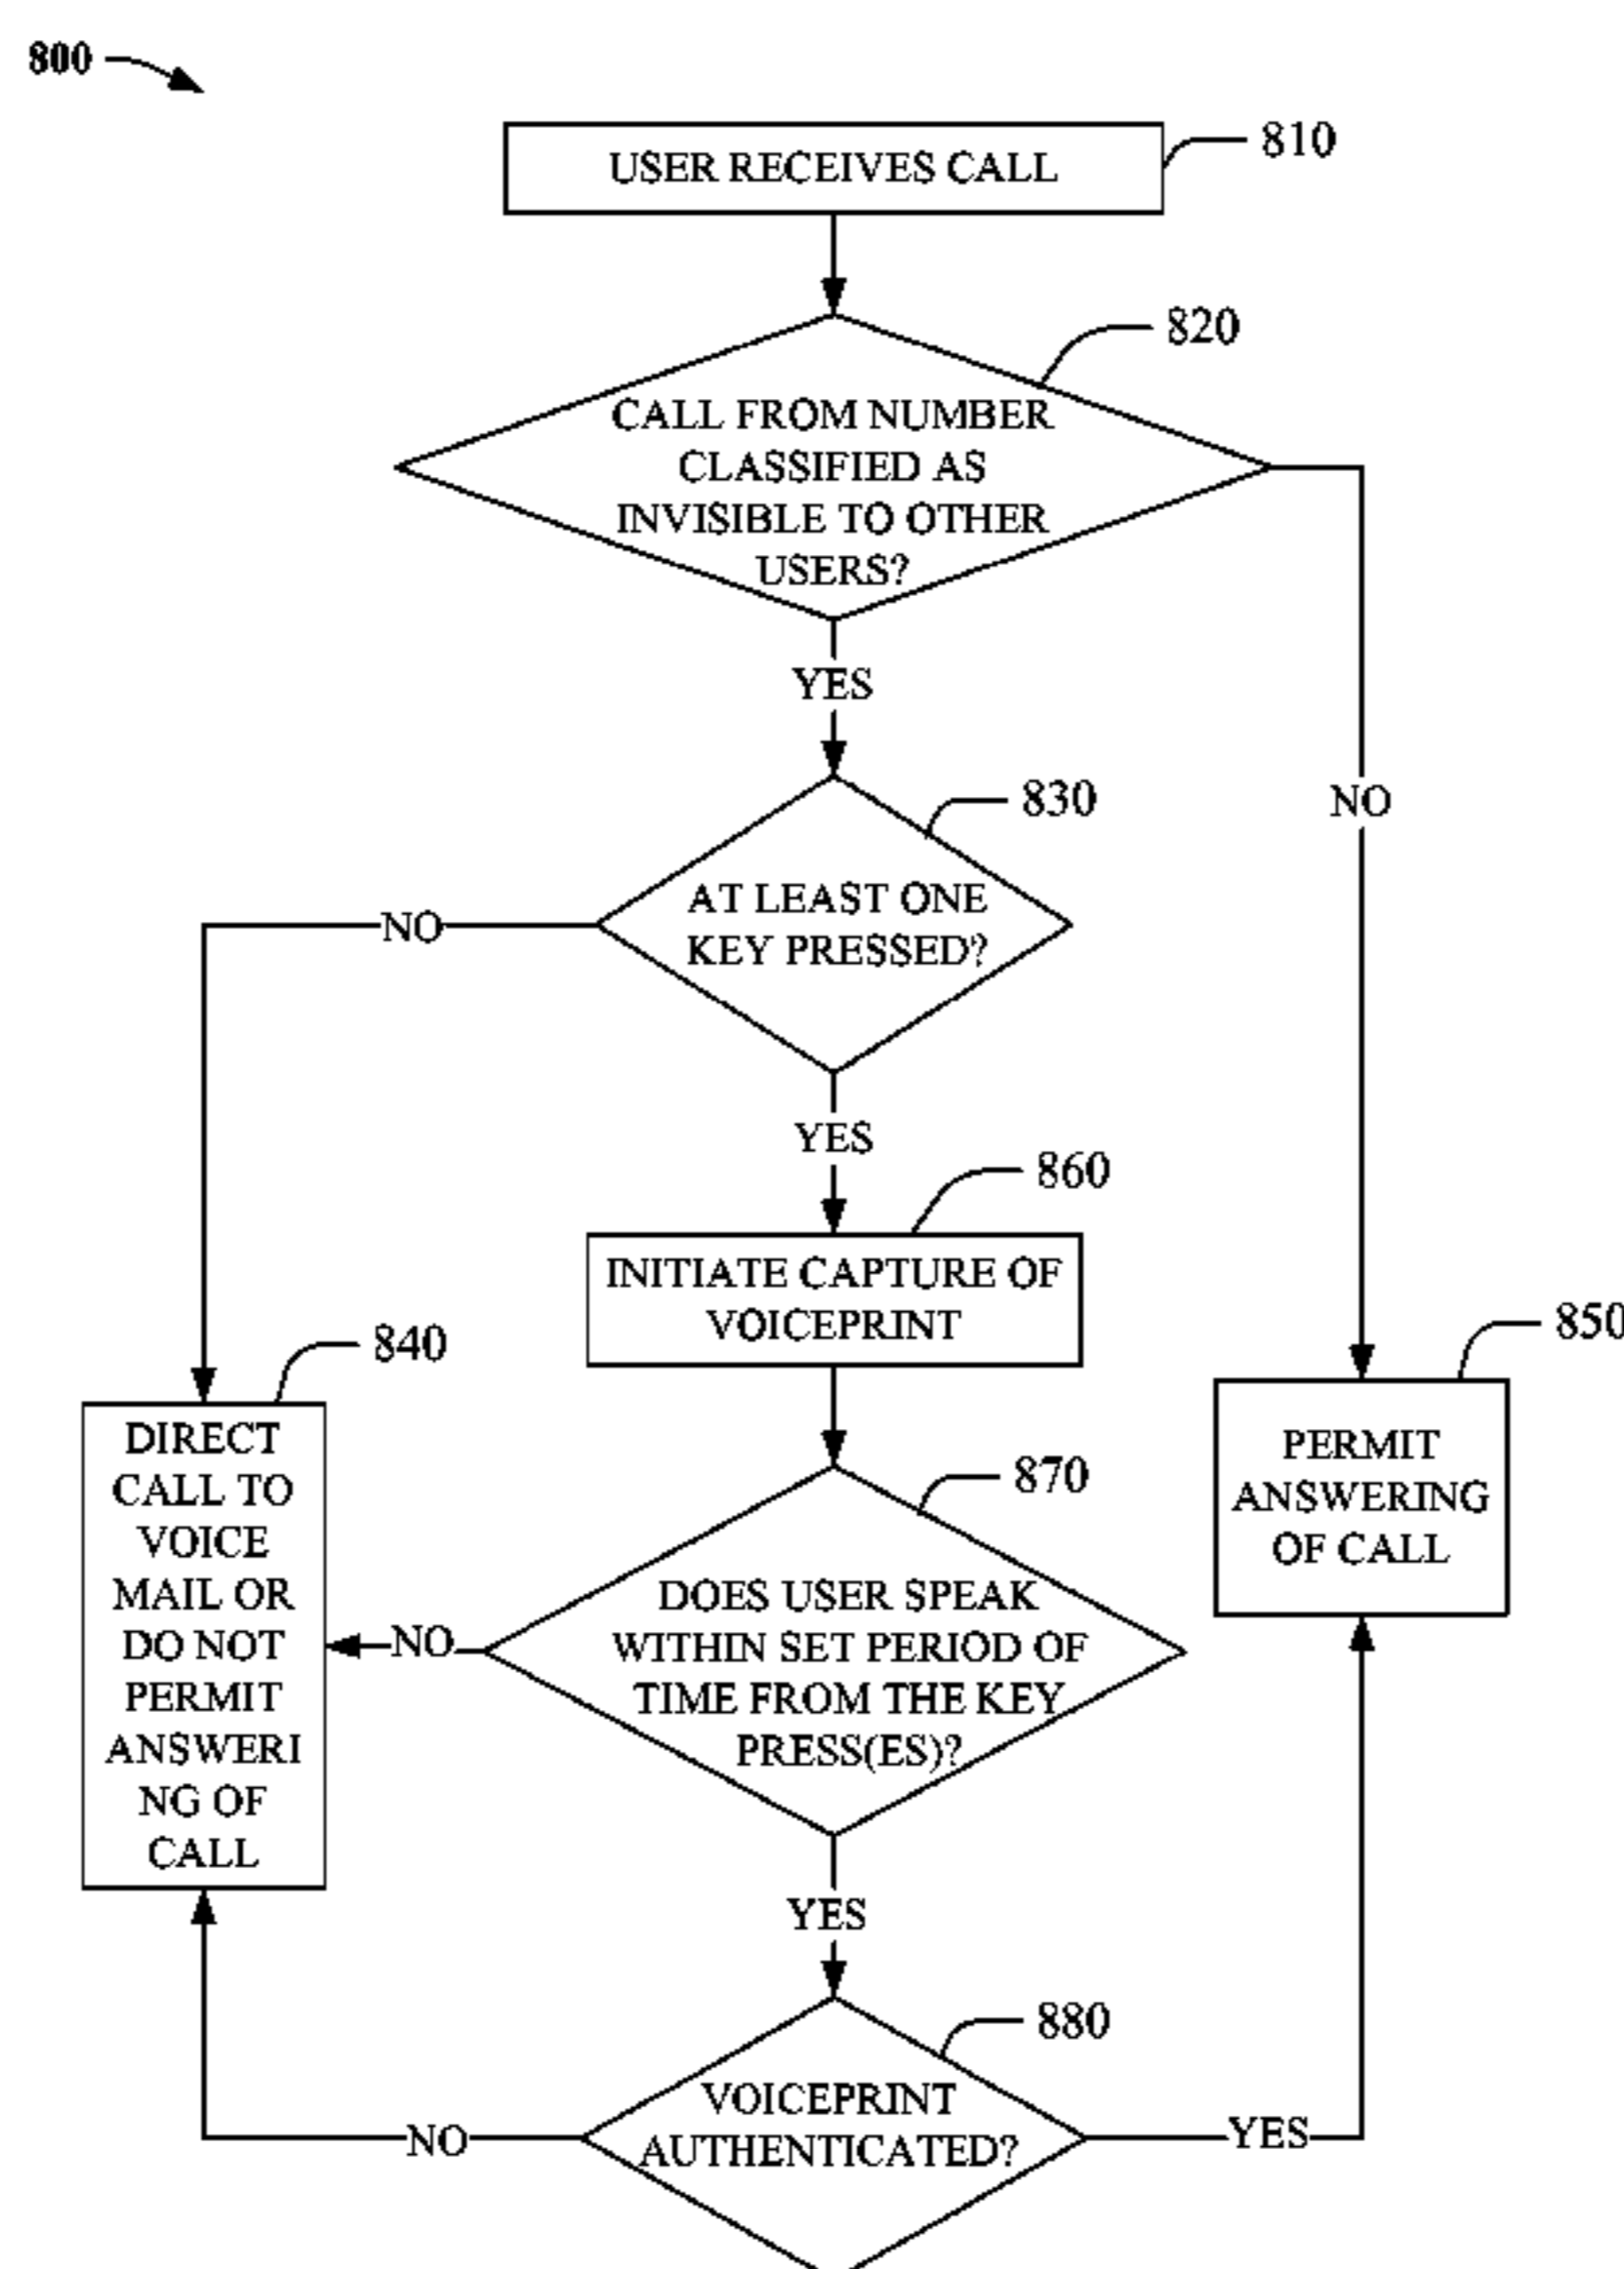 800
USER RECEIVES CALL
810
820
CALL FROM NUMBER
CLASSIFIED AS
INVISIBLE TO OTHER
USERS?
YES
NO
830
AT LEAST ONE
KEY PRESSED?
NO
YES
860
INITIATE CAPTURE OF
VOICEPRINT
840
DIRECT
CALL TO
VOICE
MAIL OR
DO NOT
PERMIT
ANSWERI
NG OF
CALL
850
PERMIT
ANSWERING
OF CALL
870
DOES USER SPEAK
WITHIN SET PERIOD OF
TIME FROM THE KEY
PRESS(ES)?
NO
YES
880
VOICEPRINT
AUTHENTICATED?
NO
YES